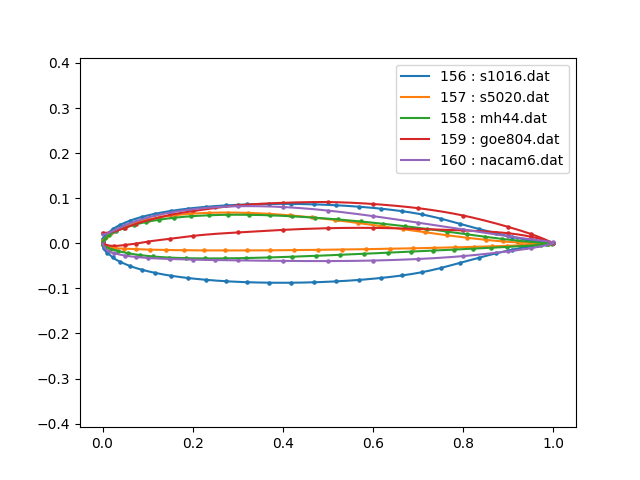 0.4
0.3
0.2
0.1
0.0
−0.1
−0.2
−0.3
−0.4
0.0 0.2 0.4 0.6 0.8 1.0
156 : s1016.dat
157 : s5020.dat
158 : mh44.dat
159 : goe804.dat
160 : nacam6.dat